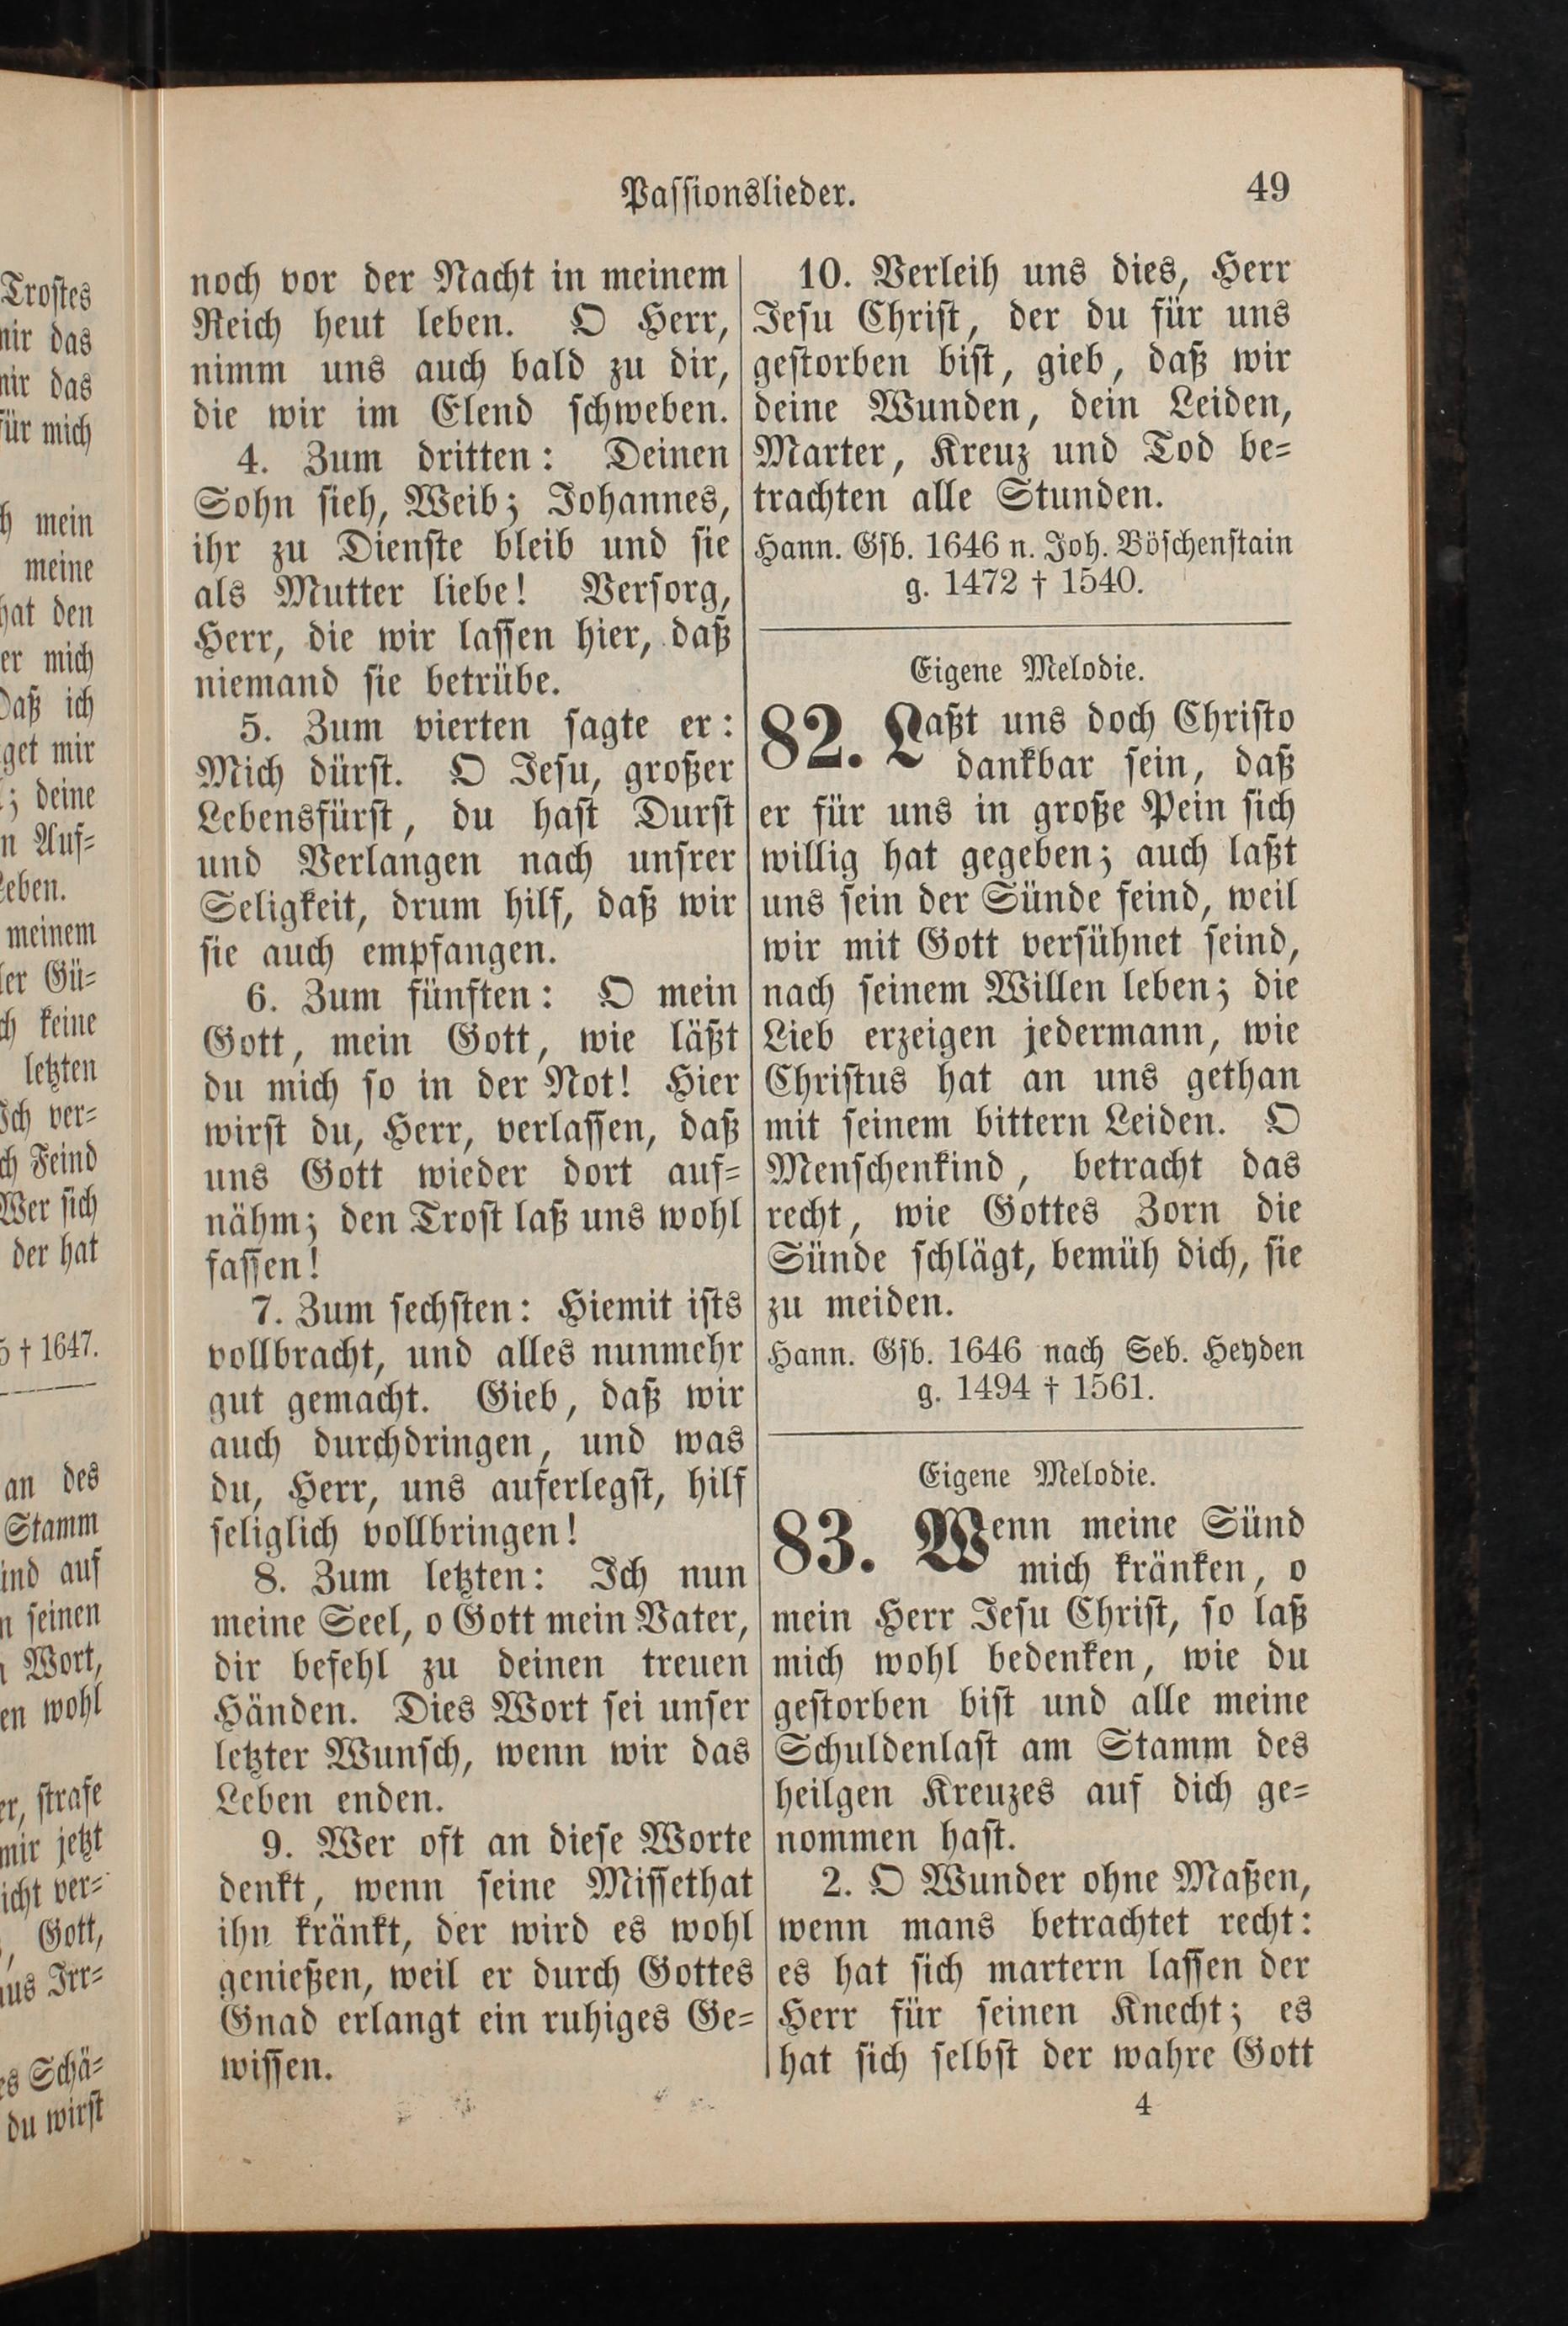 Passionslieder.
49
noch vor der Nacht in meinem
Reich heut leben. O Herr,
nimm uns auch bald zu dir,
die wir im Elend schweben.
4. Zum dritten: Deinen
Sohn sieh, Weib; Johannes,
ihr zu Dienste bleib und sie
als Mutter liebe! Versorg,
Herr, die wir lassen hier, daß
niemand sie betrübe.
5. Zum vierten sagte er:
Mich dürst. O Jesu, großer
Lebensfürst, du hast Durst
und Verlangen nach unsrer
Seligkeit, drum hilf, daß wir
sie auch empfangen.
6. Zum fünften: O mein
Gott, mein Gott, wie läßt
du mich so in der Not! Hier
wirst du, Herr, verlassen, daß
uns Gott wieder dort auf-
nähm; den Trost laß uns wohl
fassen!
7. Zum sechsten: Hiemit ists
vollbracht, und alles nunmehr
gut gemacht. Gieb, daß wir
auch durchdringen, und was
du, Herr, uns auferlegst, hilf
seliglich vollbringen!
8. Zum letzten: Ich nun
meine Seel, o Gott mein Vater,
dir befehl zu deinen treuen
Händen. Dies Wort sei unser
letzter Wunsch, wenn wir das
Leben enden.
9. Wer oft an diese Worte
denkt, wenn seine Missethat
ihn kränkt, der wird es wohl
genießen, weil er durch Gottes
Gnad erlangt ein ruhiges Ge-
wissen.
10. Verleih uns dies, Herr
Jesu Christ, der du für uns
gestorben bist, gieb, daß wir
deine Wunden, dein Leiden,
Marter, Kreuz und Tod be-
trachten alle Stunden.
Hann. Gsb. 1646 n. Joh. Böschenstain
g. 1472 † 1540.
Eigene Melodie.
82. Laßt uns doch Christo
dankbar sein, daß
er für uns in große Pein sich
willig hat gegeben; auch laßt
uns sein der Sünde feind, weil
wir mit Gott versühnet seind,
nach seinem Willen leben; die
Lieb erzeigen jedermann, wie
Christus hat an uns gethan
mit seinem bittern Leiden. O
Menschenkind, betracht das
recht, wie Gottes Zorn die
Sünde schlägt, bemüh dich, sie
zu meiden.
Hann. Gsb. 1646 nach Seb. Heyden
g. 1494 † 1561.
Eigene Melodie.
83. Wenn meine Sünd
mich kränken, o
mein Herr Jesu Christ, so laß
mich wohl bedenken, wie du
gestorben bist und alle meine
Schuldenlast am Stamm des
heilgen Kreuzes auf dich ge-
nommen hast.
2. O Wunder ohne Maßen,
wenn mans betrachtet recht:
es hat sich martern lassen der
Herr für seinen Knecht; es
hat sich selbst der wahre Gott
4